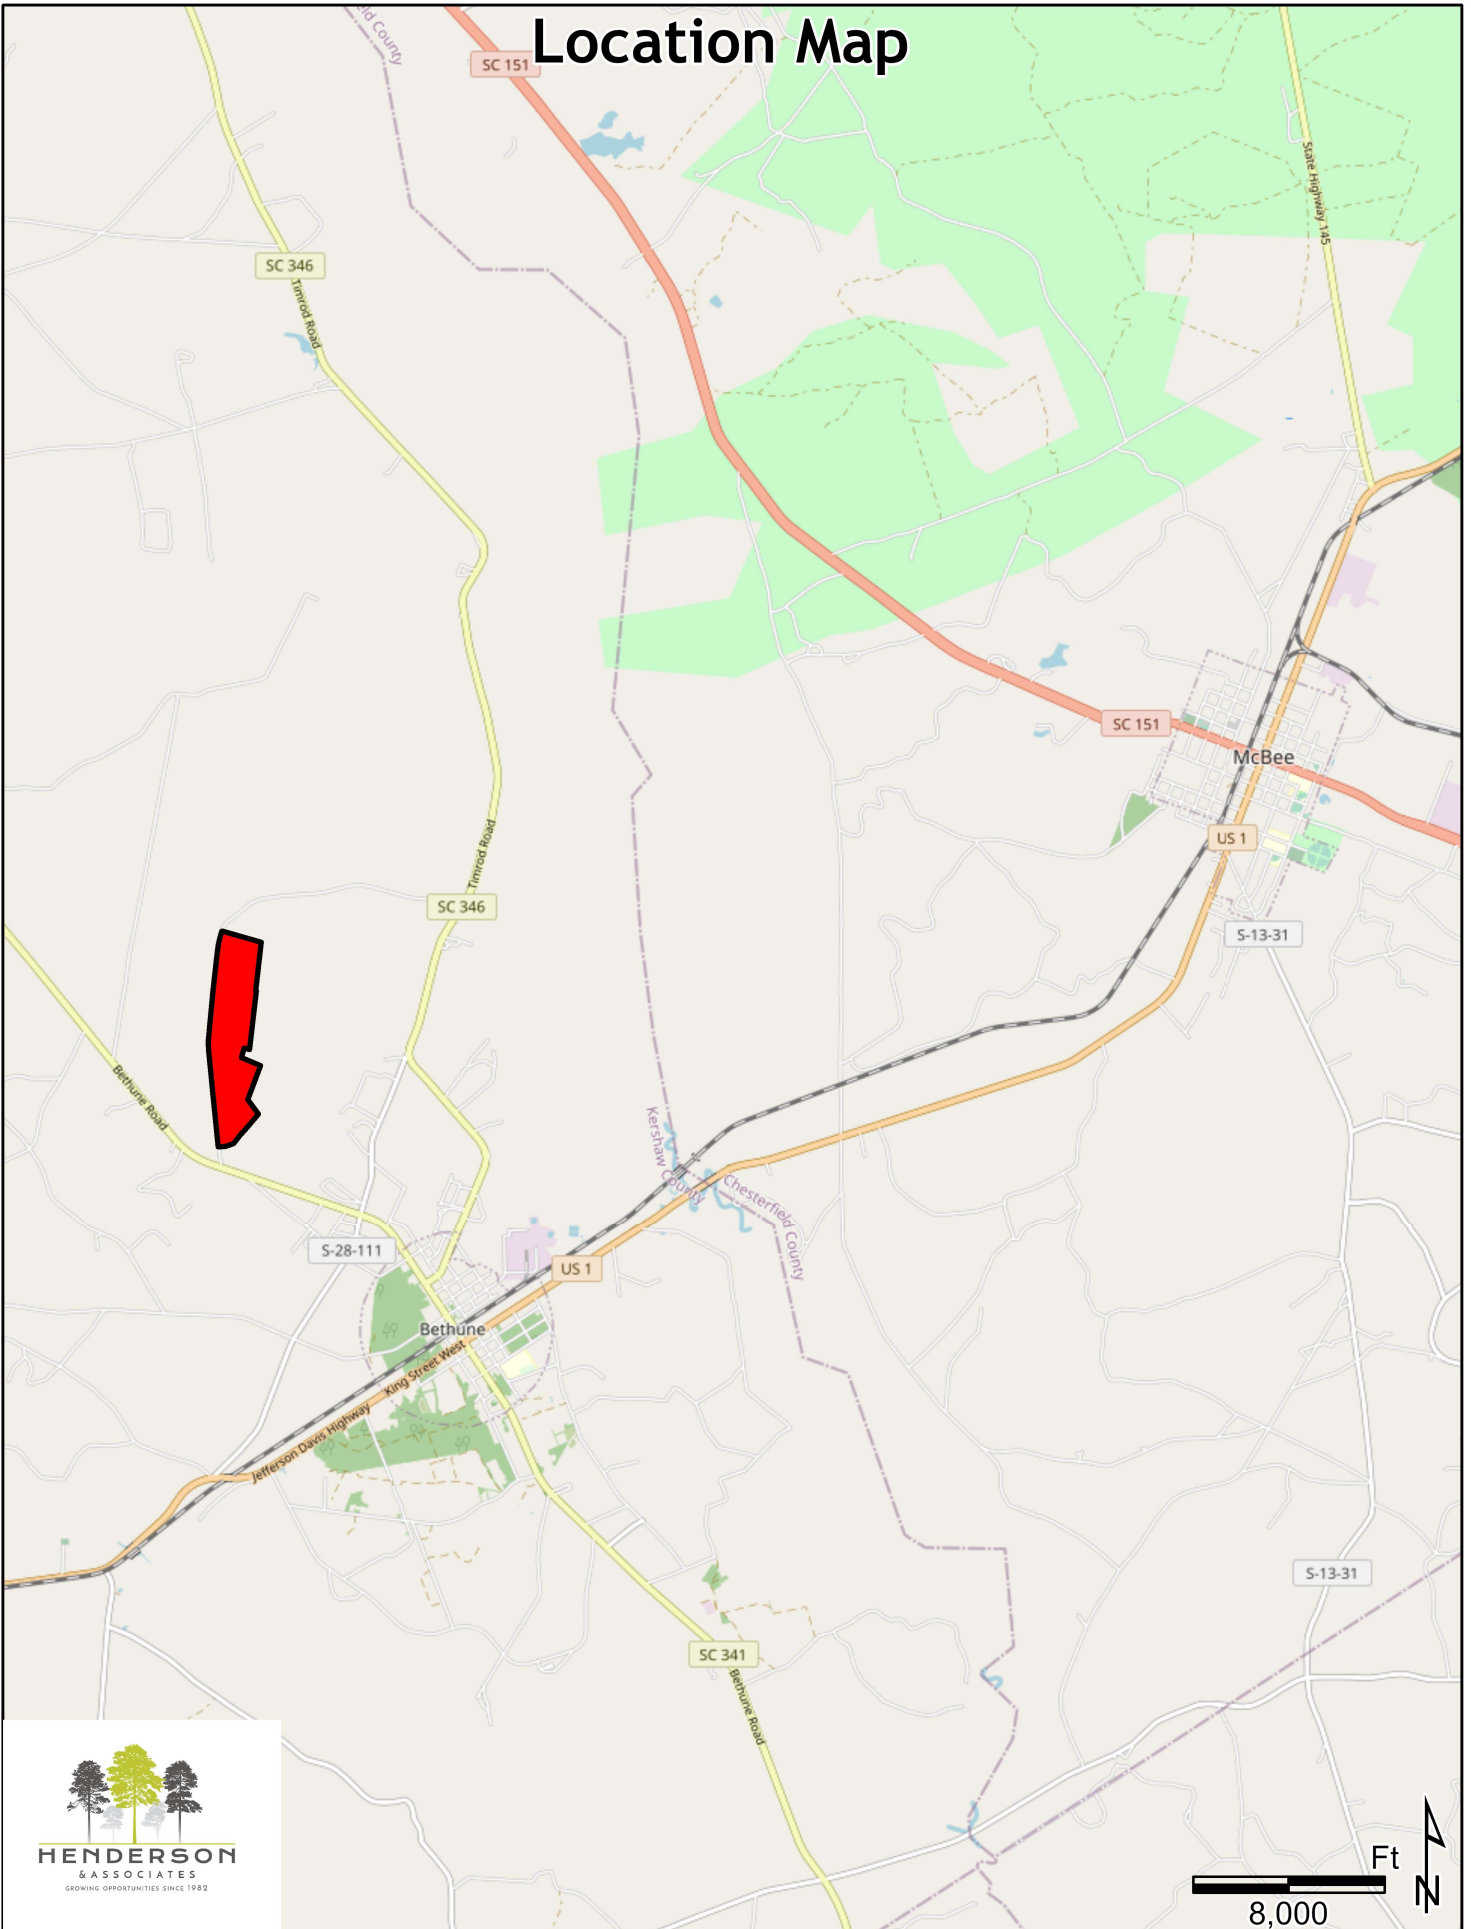 Location Map
ld County
SC 151
State Highway 145
SC 346
Timrod Road
SC 151
McBee
US 1
Timrod Road
SC 346
S-13-31
Bethune Road
Kershaw County
Chesterfield County
S-28-111
US 1
Bethune
King Street West
Jefferson Davis Highway
S-13-31
SC 341
Bethune Road
HENDERSON
& ASSOCIATES
GROWING OPPORTUNITIES SINCE 1982
Ft
8,000
N